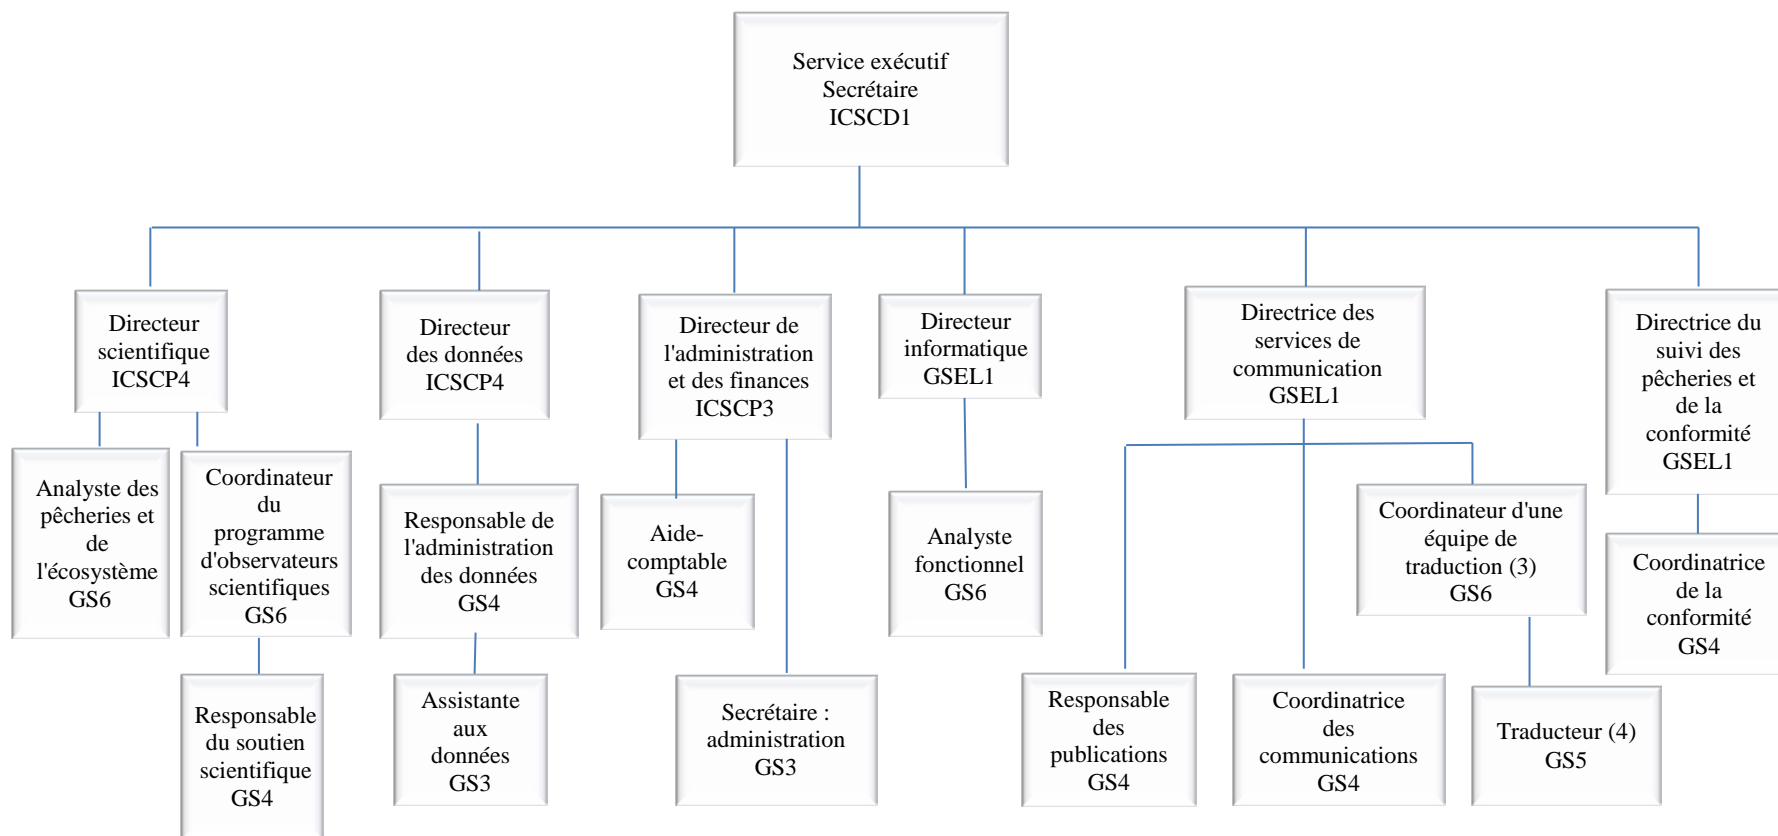 Service exécutif
Secrétaire
ICSCD1
Directeur
scientifique
ICSCP4
Directeur
des données
ICSCP4
Directeur de
l'administration
et des finances
ICSCP3
Directeur
informatique
GSEL1
Directrice des
services de
communication
GSEL1
Directrice du
suivi des
pêcheries et
de la
conformité
GSEL1
Analyste des
pêcheries et
de
l'écosystème
GS6
Coordinateur
du
programme
d'observateurs
scientifiques
GS6
Responsable de
l'administration
des données
GS4
Aide-
comptable
GS4
Analyste
fonctionnel
GS6
Coordinateur d'une
équipe de
traduction (3)
GS6
Coordinatrice
de la
conformité
GS4
Responsable
du soutien
scientifique
GS4
Assistante
aux
données
GS3
Secrétaire :
administration
GS3
Responsable
des
publications
GS4
Coordinatrice
des
communications
GS4
Traducteur (4)
GS5